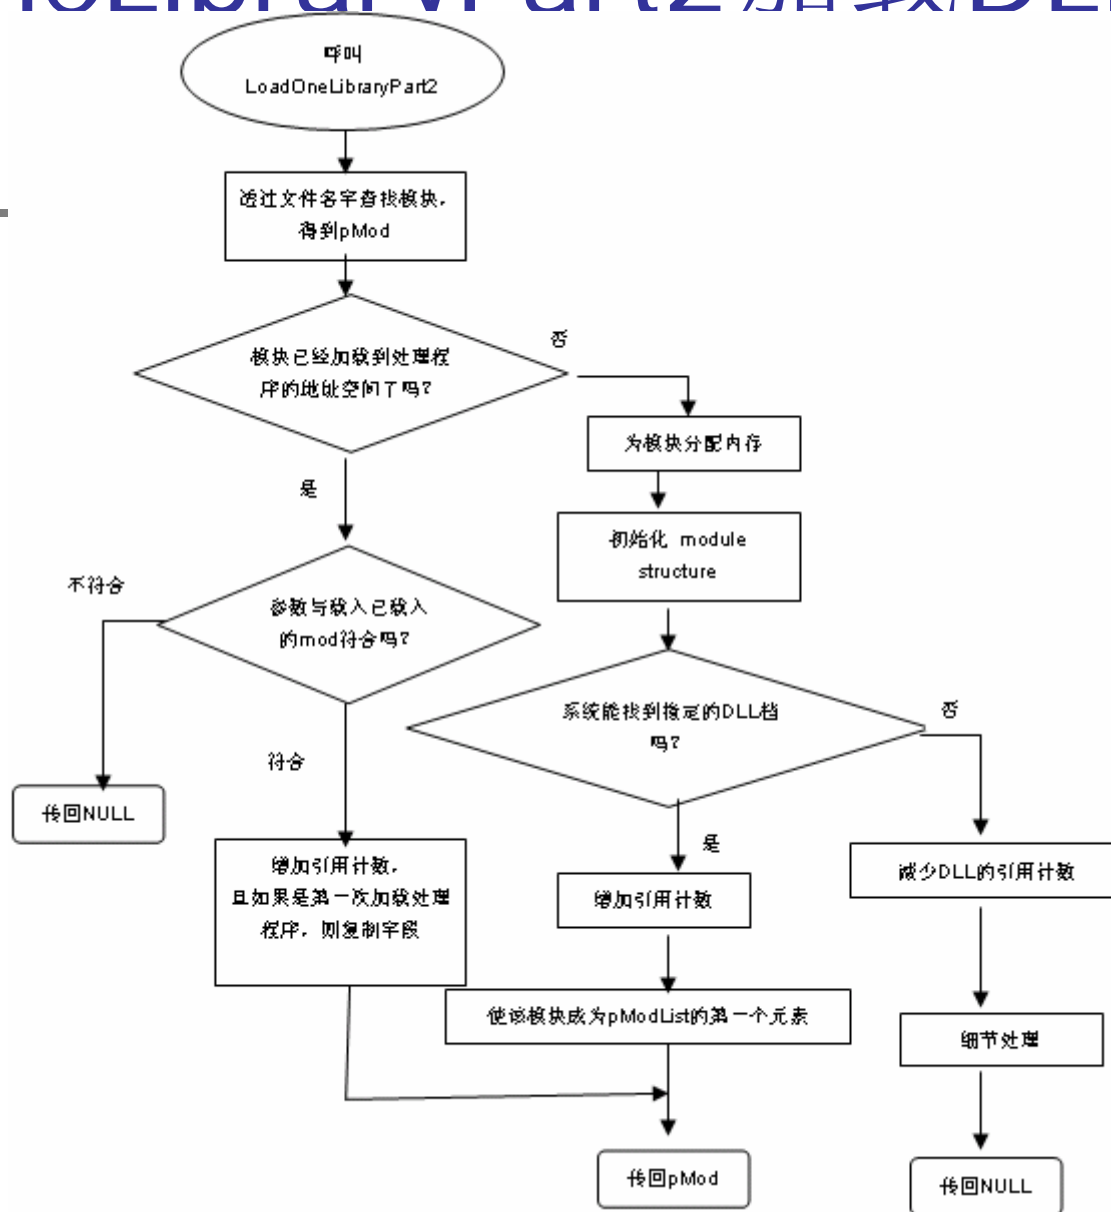 呼叫
LoadOneLibraryPart2
透过文件名字查找模块，
得到pMod
模块已经加载到处理程
序的地址空间了吗？
否
为模块分配内存
是
初始化 module
structure
不符合
参数与载入已载入
的mod符合吗？
系统能找到指定的DLL档
吗？
否
符合
传回NULL
是
增加引用计数，
且如果是第一次加载处理
程序，则复制字段
减少DLL的引用计数
增加引用计数
使该模块成为pModList的第一个元素
细节处理
传回pMod
传回NULL